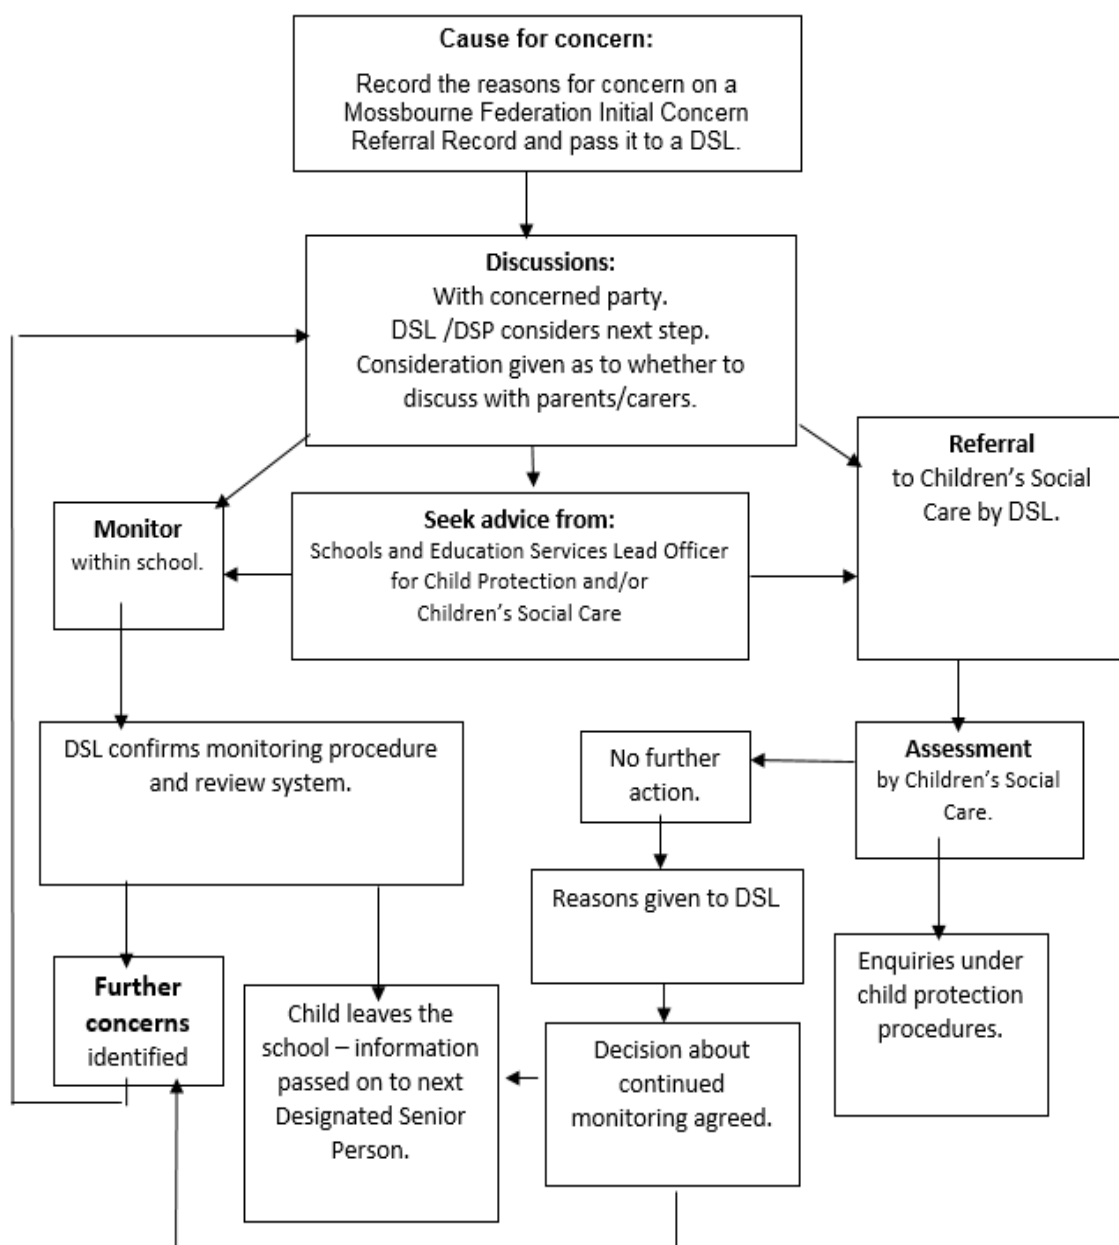 Cause for concern:
Record the reasons for concern on a
Mossbourne Federation Initial Concern
Referral Record and pass it to a DSL.
Discussions:
With concerned party.
DSL /DSP considers next step.
Consideration given as to whether to
discuss with parents/carers.
Referral
to Children's Social
Care by DSL.
Monitor
within school.
Seek advice from:
Schools and Education Services Lead Officer
for Child Protection and/or
Children's Social Care
DSL confirms monitoring procedure
and review system.
No further
action.
Assessment
by Children's Social
Care.
Reasons given to DSL
Enquiries under
child protection
procedures.
Further
concerns
identified
Child leaves the
school – information
passed on to next
Designated Senior
Person.
Decision about
continued
monitoring agreed.